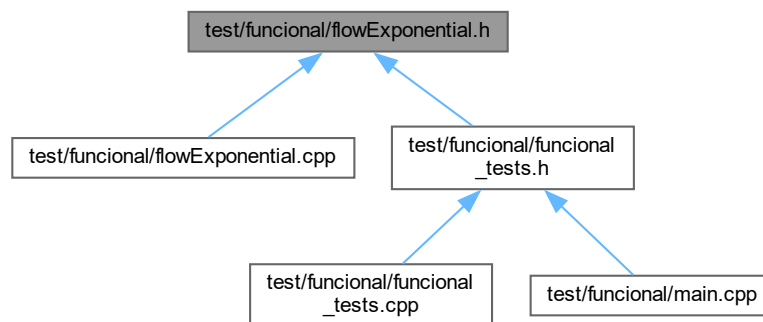 test/funcional/flowExponential.h
test/funcional/flowExponential.cpp
test/funcional/funcional
_tests.h
test/funcional/funcional
_tests.cpp
test/funcional/main.cpp